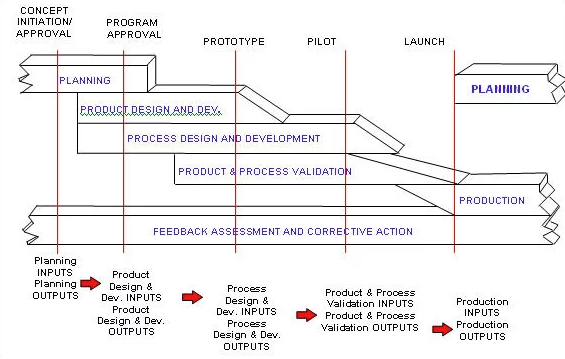 CONCEPT
INITIATION/
APPROVAL
PROGRAM
APPROVAL
PROTOTYPE
PILOT
LAUNCH
PLANNING
PLANNING
PRODUCT DESIGN AND DEV.
PROCESS DESIGN AND DEVELOPMENT
PRODUCT & PROCESS VALIDATION
PRODUCTION
FEEDBACK ASSESSMENT AND CORRECTIVE ACTION
Planning
INPUTS
Planning
OUTPUTS
Product
Design &
Dev. INPUTS
Product
Design & Dev.
OUTPUTS
Process
Design &
Dev. INPUTS
Process
Design & Dev.
OUTPUTS
Product & Process
Validation INPUTS
Product & Process
Validation OUTPUTS
Production
INPUTS
Production
OUTPUTS